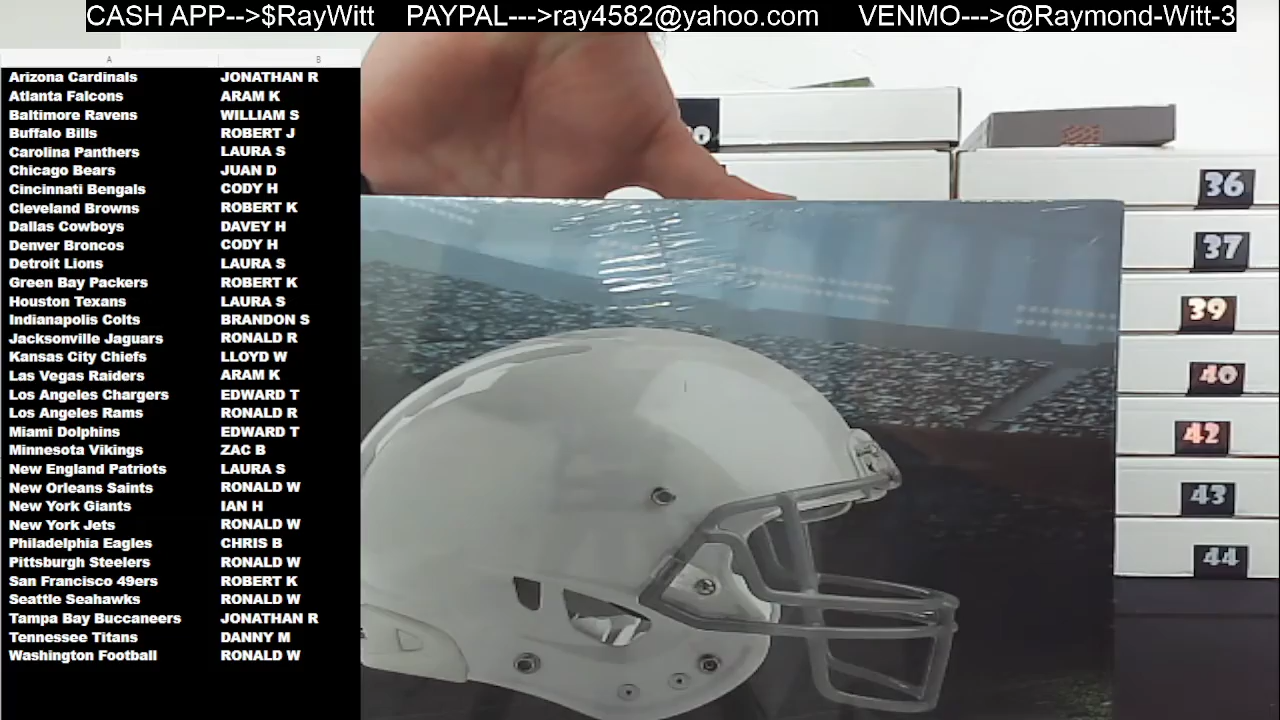 CASH APP-->$RayWitt PAYPAL--->ray4582@yahoo.com VENMO--->@Raymond-Witt-3
A B
Arizona Cardinals JONATHAN R
Atlanta Falcons ARAM K
Baltimore Ravens WILLIAM S
Buffalo Bills ROBERT J
Carolina Panthers LAURA S
Chicago Bears JUAN D
Cincinnati Bengals CODY H
Cleveland Browns ROBERT K
Dallas Cowboys DAVEY H
Denver Broncos CODY H
Detroit Lions LAURA S
Green Bay Packers ROBERT K
Houston Texans LAURA S
Indianapolis Colts BRANDON S
Jacksonville Jaguars RONALD R
Kansas City Chiefs LLOYD W
Las Vegas Raiders ARAM K
Los Angeles Chargers EDWARD T
Los Angeles Rams RONALD R
Miami Dolphins EDWARD T
Minnesota Vikings ZAC B
New England Patriots LAURA S
New Orleans Saints RONALD W
New York Giants IAN H
New York Jets RONALD W
Philadelphia Eagles CHRIS B
Pittsburgh Steelers RONALD W
San Francisco 49ers ROBERT K
Seattle Seahawks RONALD W
Tampa Bay Buccaneers JONATHAN R
Tennessee Titans DANNY M
Washington Football RONALD W
36
37
39
40
42
43
44